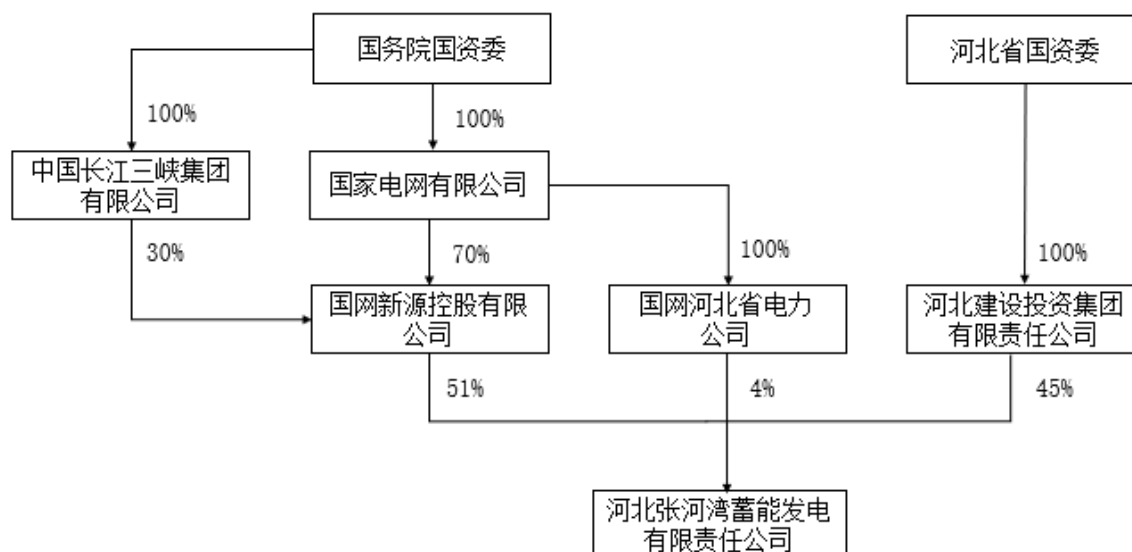 国务院国资委
河北省国资委
100%
100%
中国长江三峡集团
有限公司
国家电网有限公司
30%
70%
100%
100%
国网新源控股有限
公司
国网河北省电力
公司
河北建设投资集团
有限责任公司
51%
4%
45%
河北张河湾蓄能发电
有限责任公司